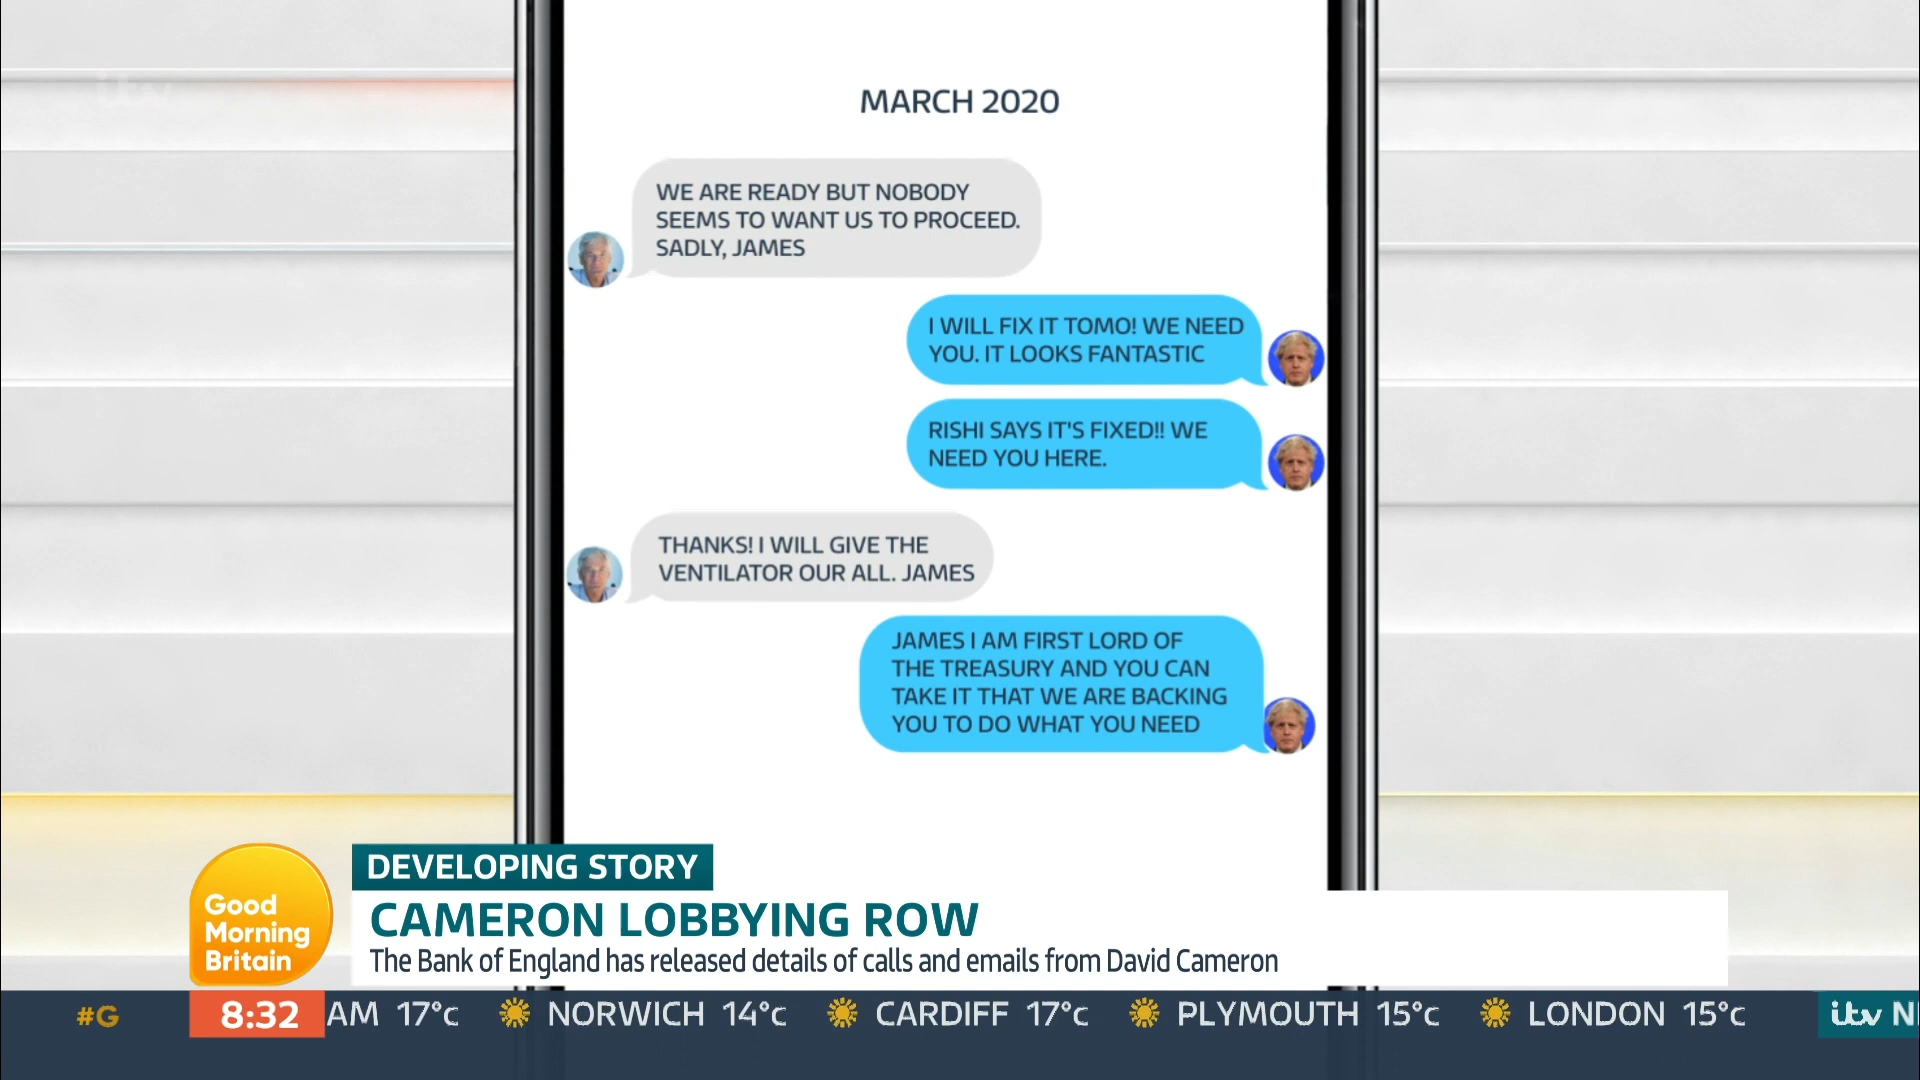 itv
MARCH 2020
WE ARE READY BUT NOBODY
SEEMS TO WANT US TO PROCEED.
SADLY, JAMES
I WILL FIX IT TOMO! WE NEED
YOU. IT LOOKS FANTASTIC
RISHI SAYS IT'S FIXED!! WE
NEED YOU HERE.
THANKS! I WILL GIVE THE
VENTILATOR OUR ALL. JAMES
JAMES I AM FIRST LORD OF
THE TREASURY AND YOU CAN
TAKE IT THAT WE ARE BACKING
YOU TO DO WHAT YOU NEED
DEVELOPING STORY
CAMERON LOBBYING ROW
The Bank of England has released details of calls and emails from David Cameron
Good
Morning
Britain
#G 8:32 AM 17°c NORWICH 14°c CARDIFF 17°c PLYMOUTH 15°c LONDON 15°c itv N